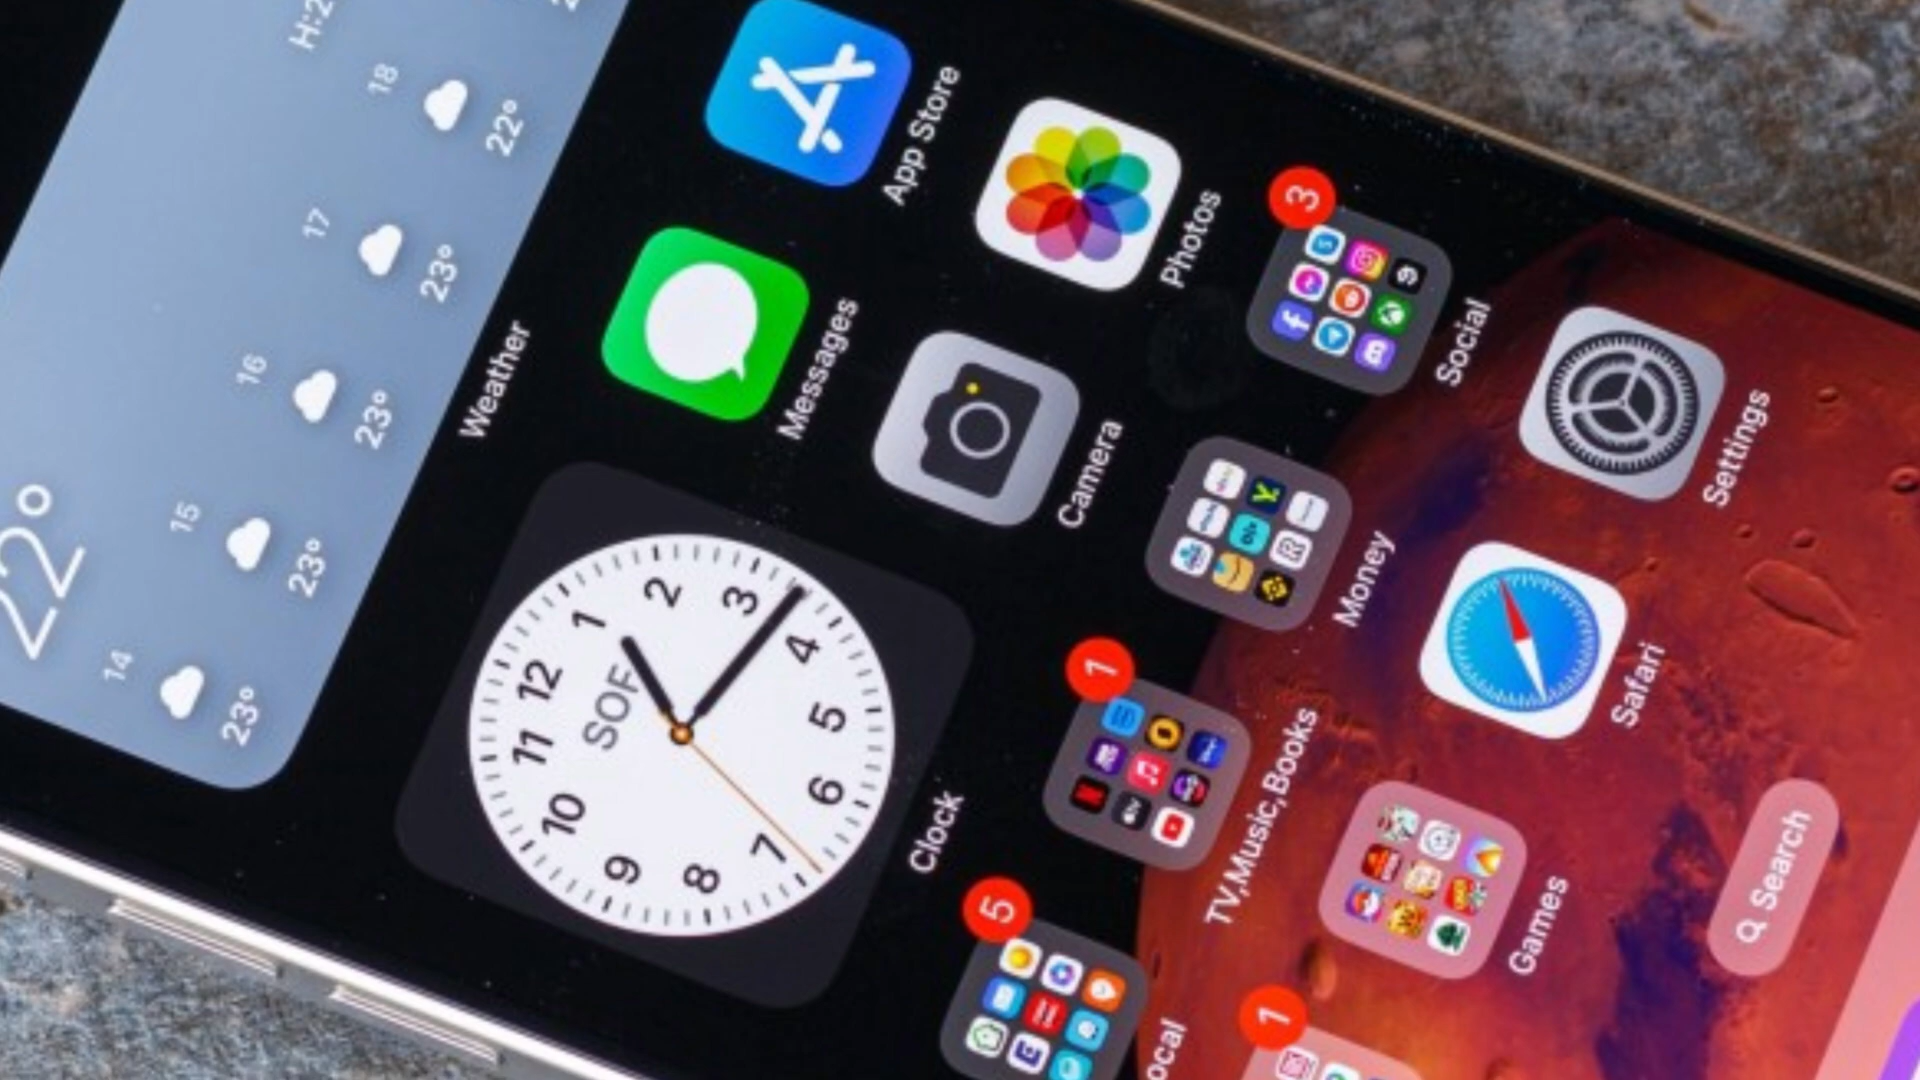 22°
H:2
14
15
16
17
18
23°
23°
23°
23°
22°
Weather
12
1
2
3
4
5
6
7
8
9
10
11
SOF
Clock
Messages
App Store
Camera
Photos
5
1
3
ocal
TV,Music,Books
Money
Social
1
Games
Safari
Settings
Search